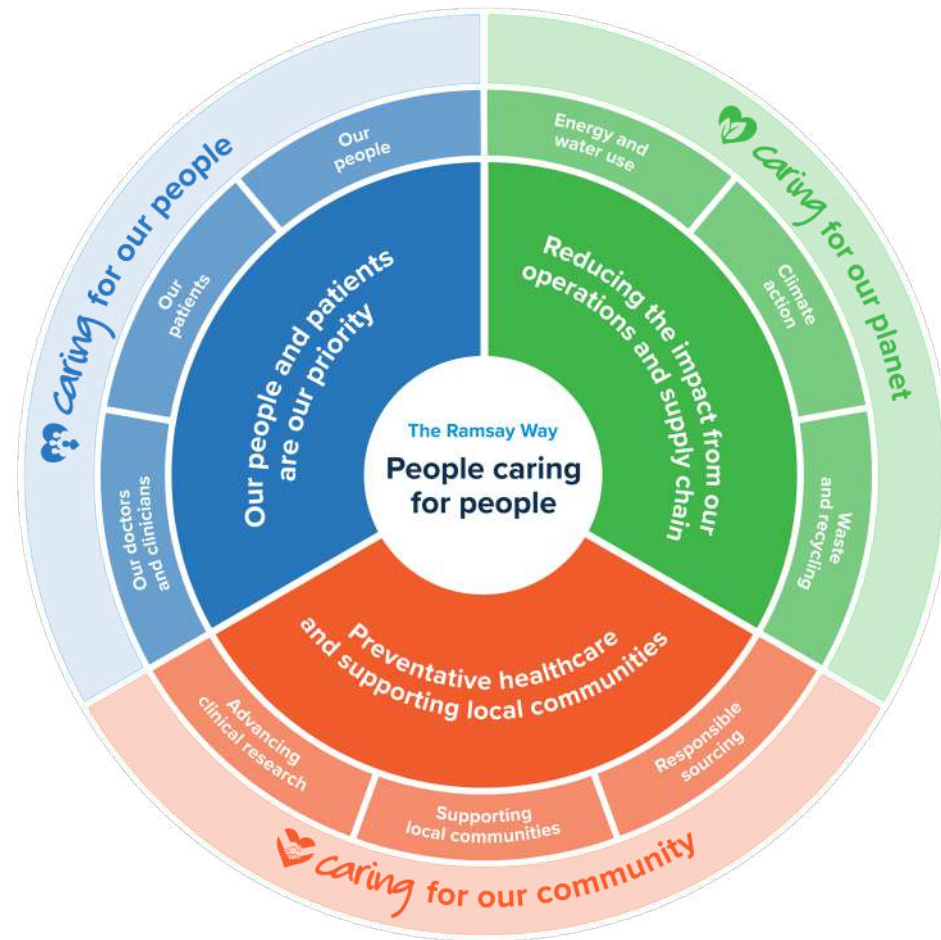 The Ramsay Way
People caring
for people
caring for our people
Our
people
Our
patients
Our doctors
and clinicians
Our people and patients
are our priority
caring for our planet
Energy and
water use
Climate
action
Waste
and recycling
Reducing the impact from our
operations and supply chain
Preventative healthcare
and supporting local communities
Advancing
clinical research
Supporting
local communities
Responsible
sourcing
caring for our community